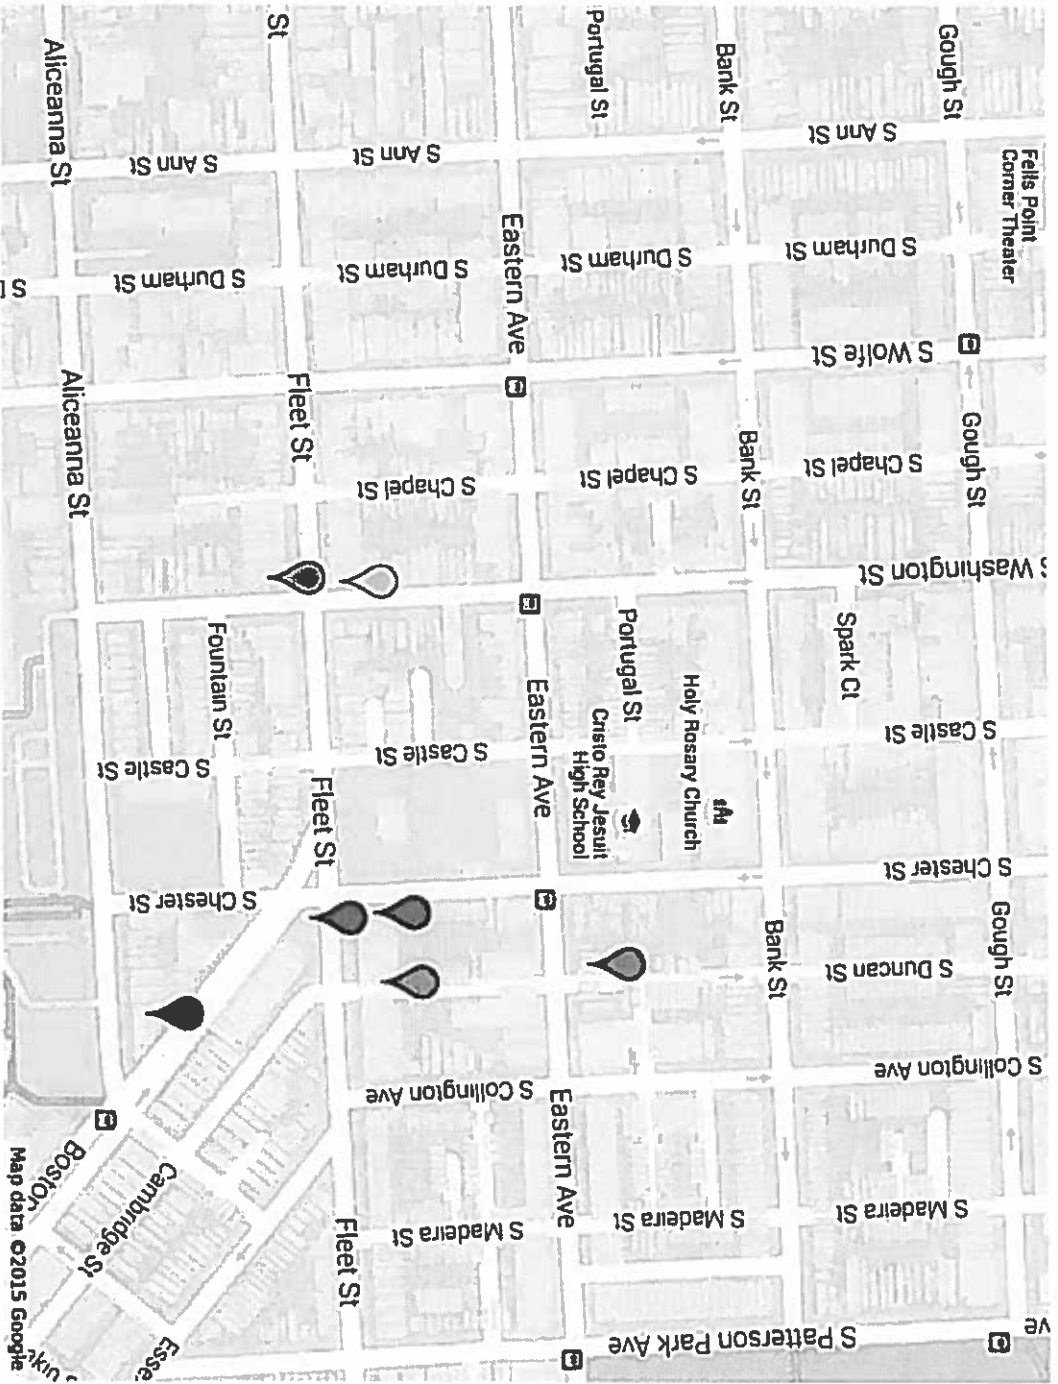 St
Portugal St
Bank St
Gough St
Aliceanna St
S Ann St
S Ann St
S Ann St
Fells Point
Corner Theater
Eastern Ave
S Durham St
S Durham St
S Durham St
S Durham St
S Wolfe St
Aliceanna St
Fleet St
Bank St
Gough St
S Chapel St
S Chapel St
S Chapel St
S Washington St
Fountain St
Portugal St
Spark Ct
Eastern Ave
Holy Rosary Church
Cristo Rey Jesuit
High School
S Castle St
S Castle St
S Castle St
Fleet St
S Chester St
S Chester St
Bank St
Gough St
S Duncan St
S Collington Ave
S Collington Ave
Eastern Ave
Boston
Cambridge St
S Madeira St
S Madeira St
S Madeira St
Fleet St
S Patterson Park Ave
Map data ©2015 Google